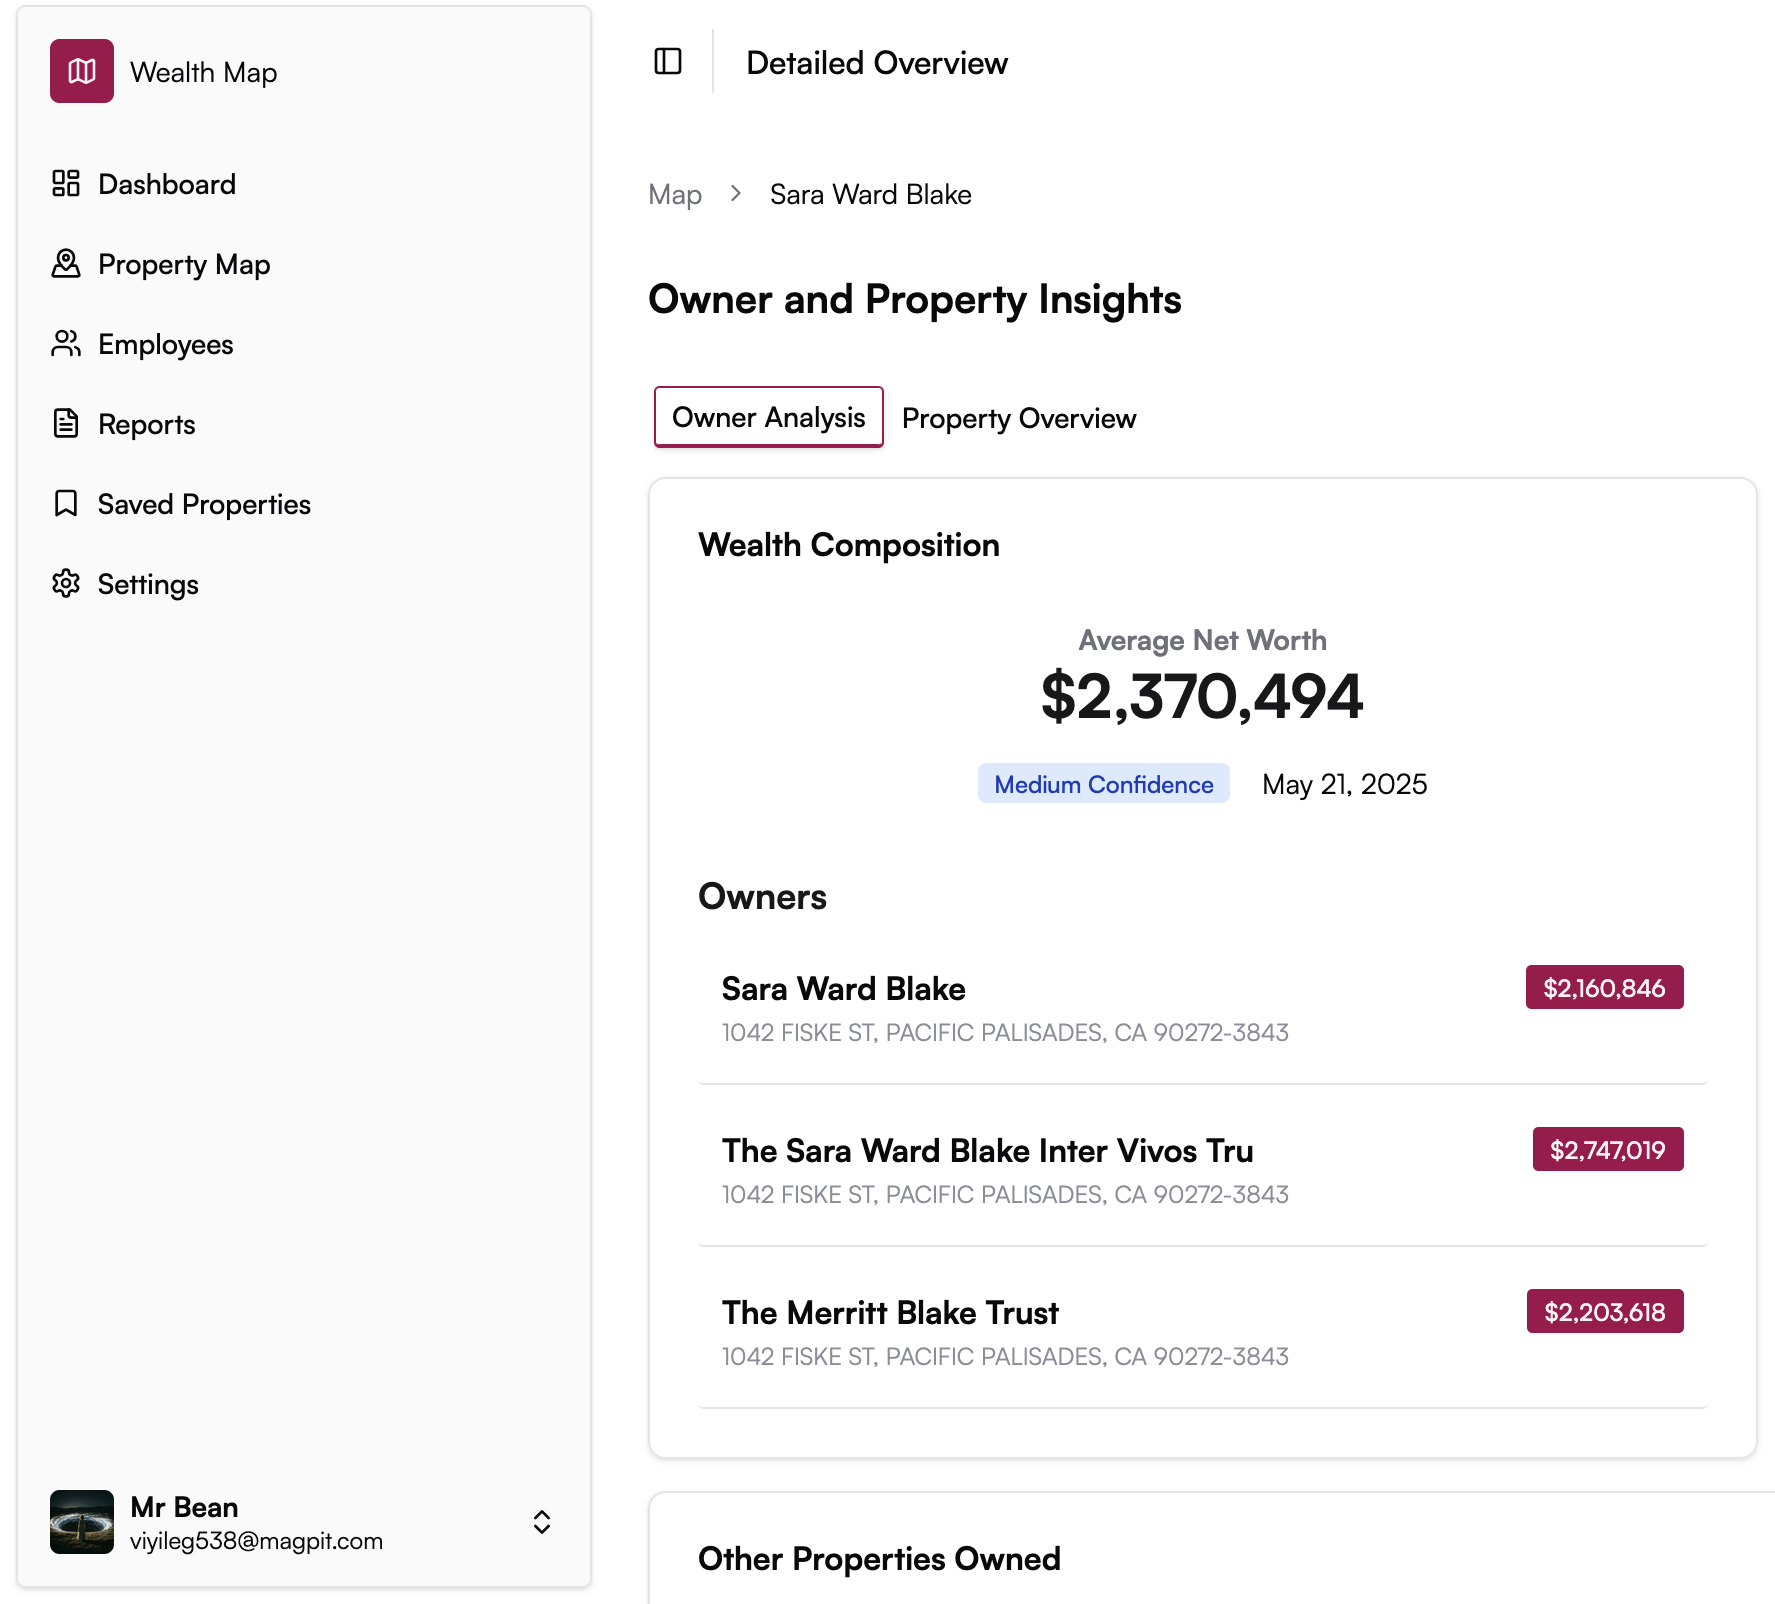 Wealth Map
Dashboard
Property Map
Employees
Reports
Saved Properties
Settings
Mr Bean
viyileg538@magpit.com
Detailed Overview
Map > Sara Ward Blake
Owner and Property Insights
Owner Analysis Property Overview
Wealth Composition
Average Net Worth
$2,370,494
Medium Confidence May 21, 2025
Owners
Sara Ward Blake $2,160,846
1042 FISKE ST, PACIFIC PALISADES, CA 90272-3843
The Sara Ward Blake Inter Vivos Tru $2,747,019
1042 FISKE ST, PACIFIC PALISADES, CA 90272-3843
The Merritt Blake Trust $2,203,618
1042 FISKE ST, PACIFIC PALISADES, CA 90272-3843
Other Properties Owned